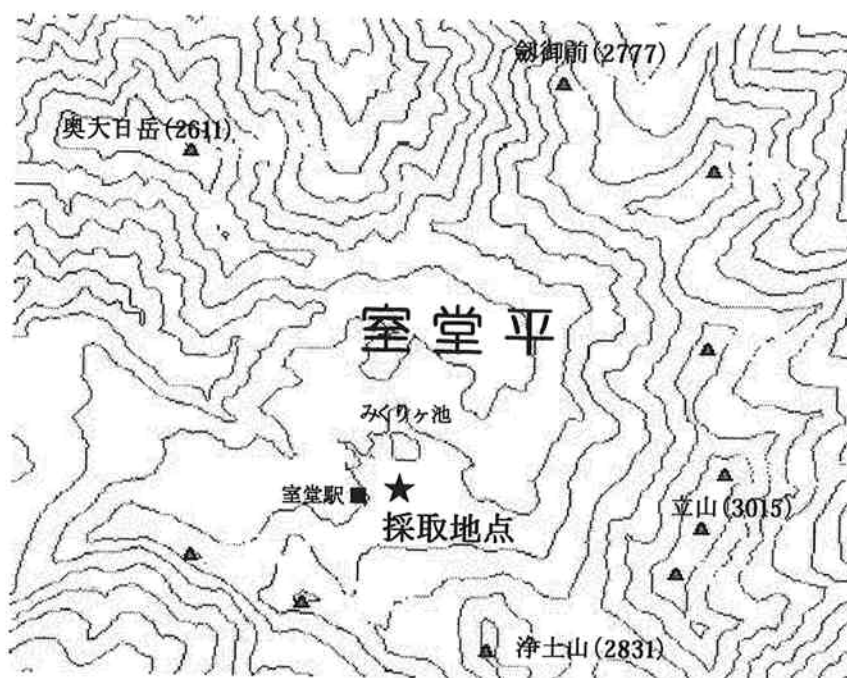 劔御前(2777)
奥大日岳(2611)
室堂平
みくりヶ池
室堂駅
採取地点
立山(3015)
浄土山(2831)